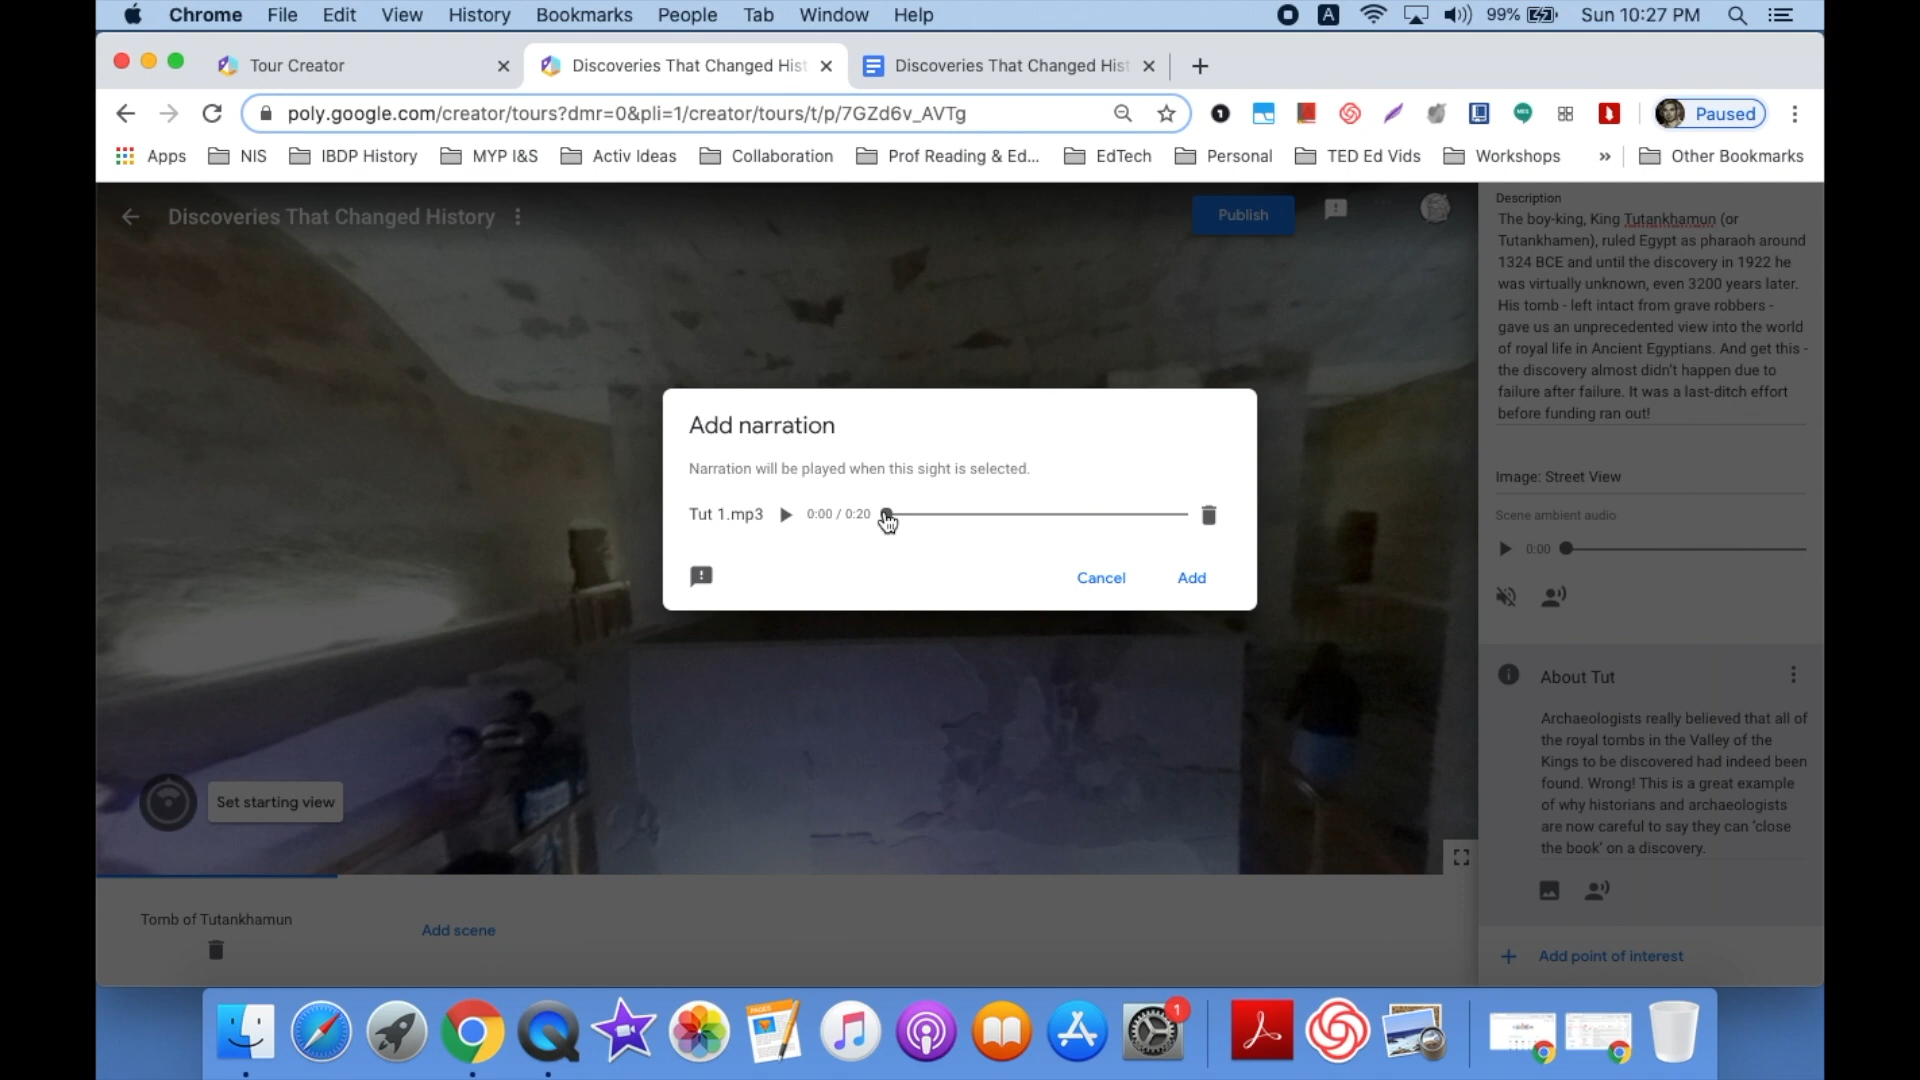 Chrome File Edit View History Bookmarks People Tab Window Help
A 99% Sun 10:27 PM
Tour Creator
Discoveries That Changed Hist
Discoveries That Changed Hist
poly.google.com/creator/tours?dmr=0&pli=1/creator/tours/t/p/7GZd6v_AVTg
Paused
Apps NIS IBDP History MYP I&S Activ Ideas Collaboration Prof Reading & Ed... EdTech Personal TED Ed Vids Workshops » Other Bookmarks
Discoveries That Changed History
Publish
Description
The boy-king, King Tutankhamun (or
Tutankhamen), ruled Egypt as pharaoh around
1324 BCE and until the discovery in 1922 he
was virtually unknown, even 3200 years later.
His tomb - left intact from grave robbers -
gave us an unprecedented view into the world
of royal life in Ancient Egyptians. And get this -
the discovery almost didn't happen due to
failure after failure. It was a last-ditch effort
before funding ran out!
Image: Street View
Scene ambient audio
0:00
Add narration
Narration will be played when this sight is selected.
Tut 1.mp3 0:00 / 0:20
Cancel Add
About Tut
Archaeologists really believed that all of
the royal tombs in the Valley of the
Kings to be discovered had indeed been
found. Wrong! This is a great example
of why historians and archaeologists
are now careful to say they can 'close
the book' on a discovery.
Add point of interest
Set starting view
Tomb of Tutankhamun
Add scene
PAGES
1